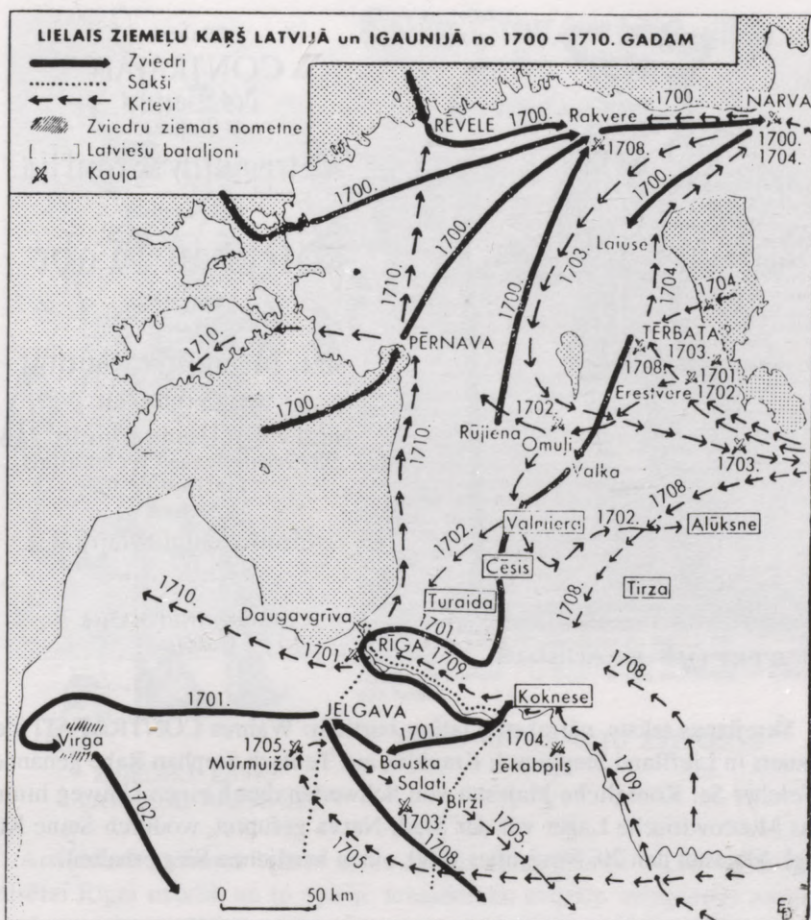 LIELAIS ZIEMEĻU KARŠ LATVIJĀ un IGAUNIJĀ no 1700 –1710. GADAM
Zviedri
Sakši
Krievi
Zviedru ziemas nometne
[ ] Latviešu bataljoni
Kauja
RĒVELE
1700.
Rakvere
1700.
NARVA
1708.
1700.
1704.
1700.
1700.
Laiuse
1703.
1710.
1700.
1700.
1704.
1704.
1710.
PĒRNAVA
TĒRBATA
1703.
1708
1701
Erestvere 1702.
1700
1702.
Rūjiena
Omuļi
1710.
Valka
1703.
1708
1702
Valmiera
1702.
Alūksne
Cēsis
1708.
Tirza
Turaida
1710.
Daugavgrīva
1701
RĪGA
1701
1709
1708
1701.
JELGAVA
Koknese
Virga
1705.
Mūrmuiža
1701
Bauska
1704.
Jēkabpils
Salati
Birži
1709
1703
1705
1702
1705
1708
0 50 km